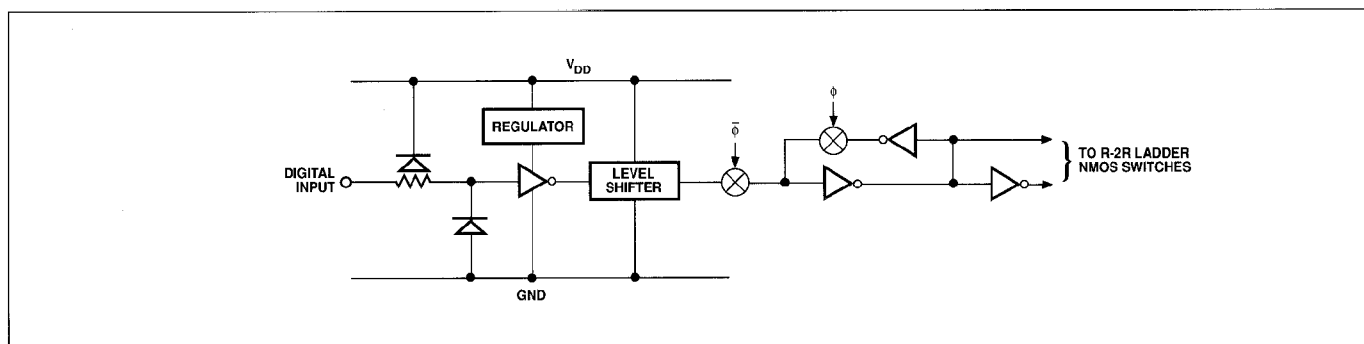 V_DD
REGULATOR
DIGITAL
INPUT
LEVEL
SHIFTER
φ̅
φ
TO R-2R LADDER
NMOS SWITCHES
GND